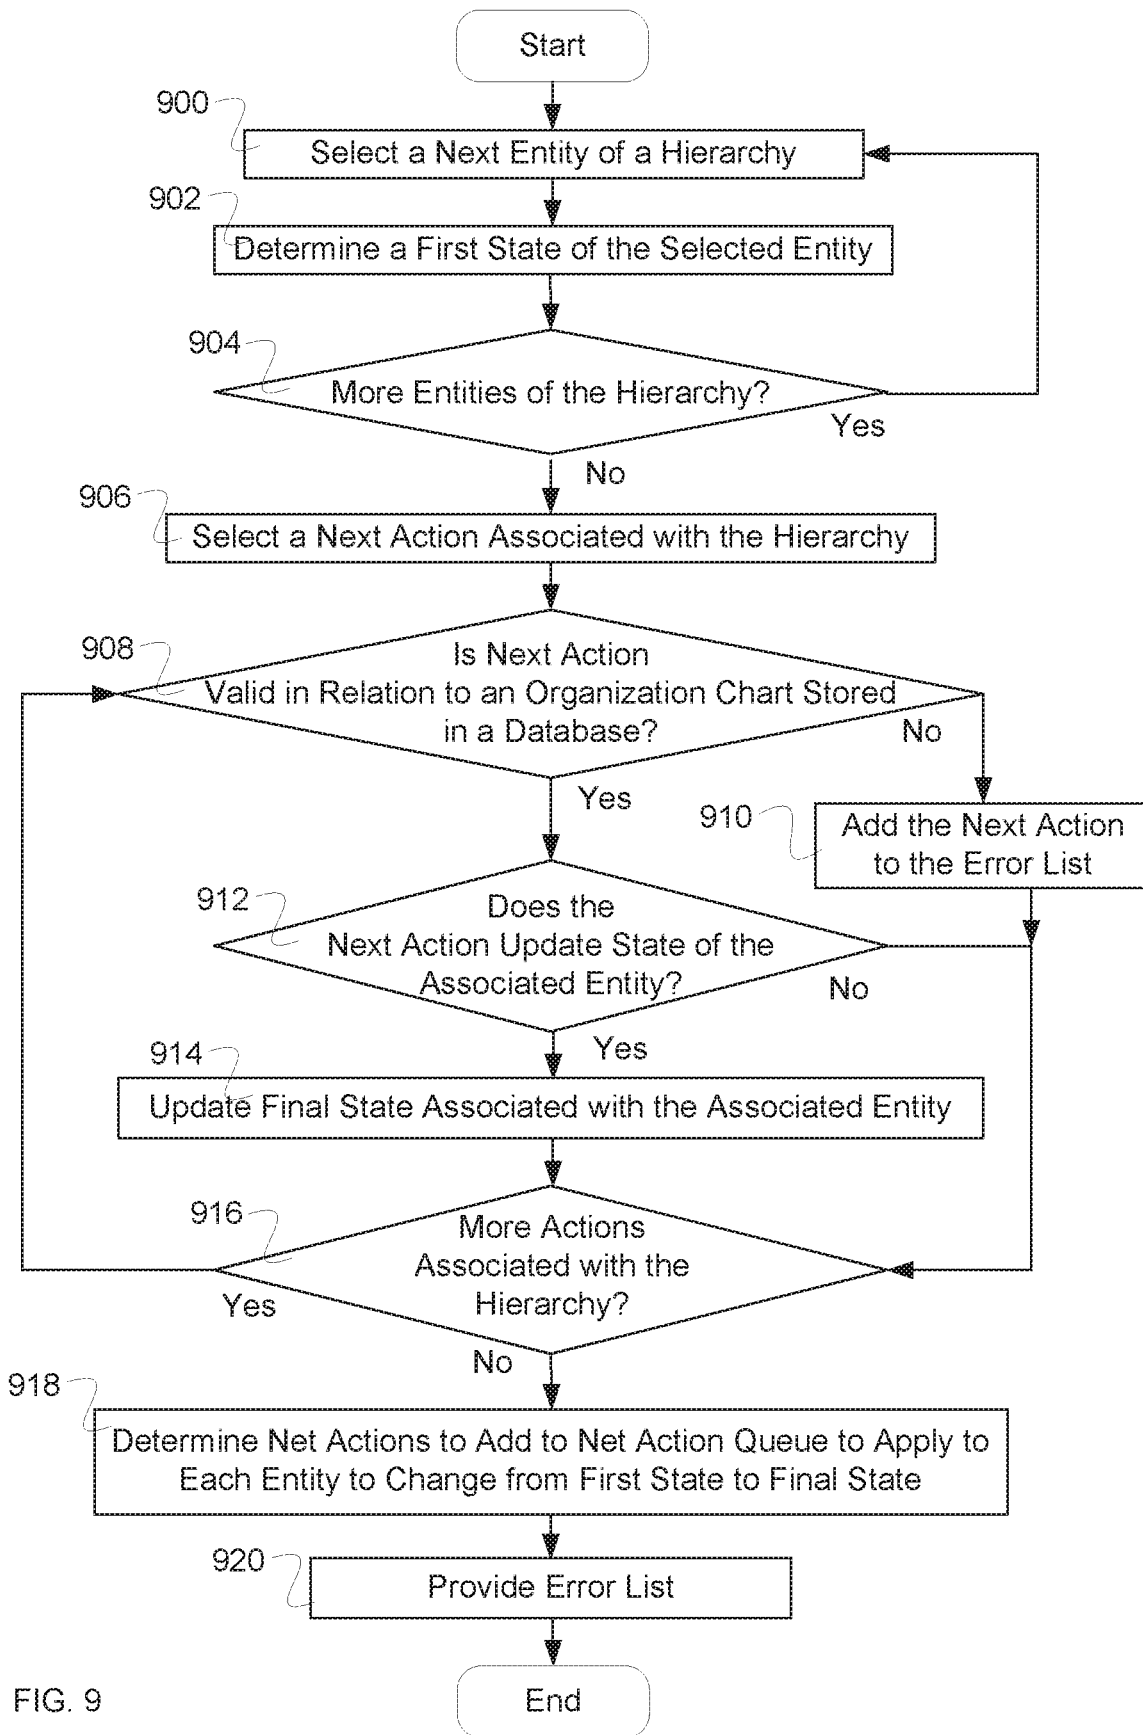 Start
900
Select a Next Entity of a Hierarchy
902
Determine a First State of the Selected Entity
904
More Entities of the Hierarchy?
Yes
No
906
Select a Next Action Associated with the Hierarchy
908
Is Next Action
Valid in Relation to an Organization Chart Stored
in a Database?
No
Yes
910
Add the Next Action
to the Error List
912
Does the
Next Action Update State of the
Associated Entity?
No
Yes
914
Update Final State Associated with the Associated Entity
916
More Actions
Associated with the
Hierarchy?
Yes
No
918
Determine Net Actions to Add to Net Action Queue to Apply to
Each Entity to Change from First State to Final State
920
Provide Error List
End
FIG. 9